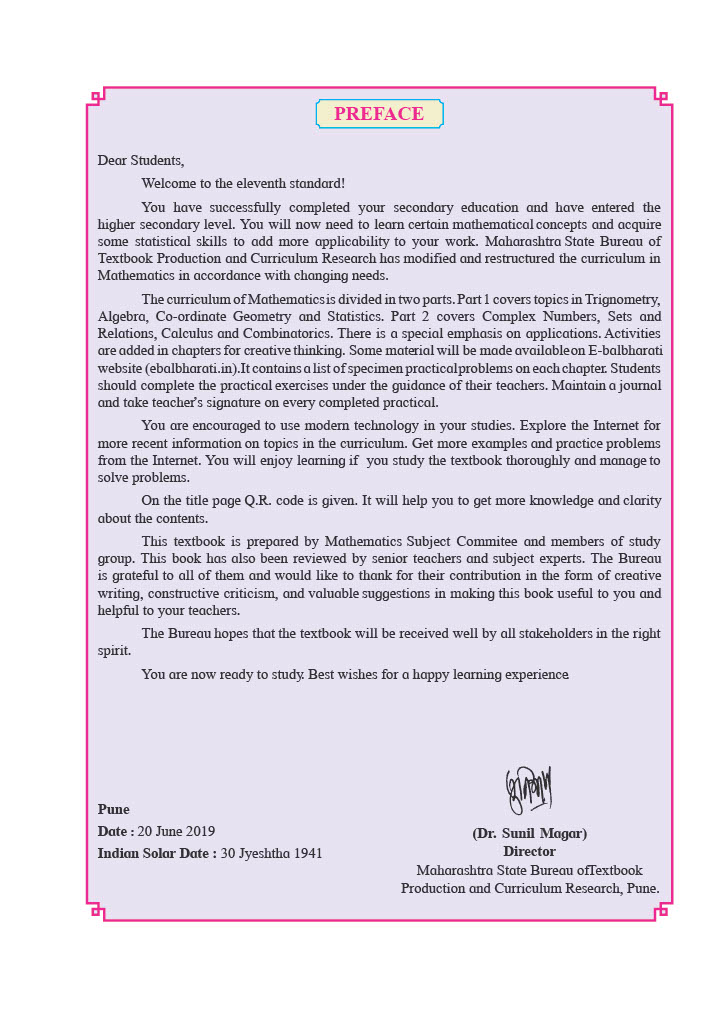 PREFACE
Dear Students,
Welcome to the eleventh standard!
You have successfully completed your secondary education and have entered the
higher secondary level. You will now need to learn certain mathematical concepts and acquire
some statistical skills to add more applicability to your work. Maharashtra State Bureau of
Textbook Production and Curriculum Research has modified and restructured the curriculum in
Mathematics in accordance with changing needs.
The curriculum of Mathematics is divided in two parts. Part 1 covers topics in Trignometry,
Algebra, Co-ordinate Geometry and Statistics. Part 2 covers Complex Numbers, Sets and
Relations, Calculus and Combinatorics. There is a special emphasis on applications. Activities
are added in chapters for creative thinking. Some material will be made available on E-balbharati
website (ebalbharati.in).It contains a list of specimen practical problems on each chapter. Students
should complete the practical exercises under the guidance of their teachers. Maintain a journal
and take teacher's signature on every completed practical.
You are encouraged to use modern technology in your studies. Explore the Internet for
more recent information on topics in the curriculum. Get more examples and practice problems
from the Internet. You will enjoy learning if you study the textbook thoroughly and manage to
solve problems.
On the title page Q.R. code is given. It will help you to get more knowledge and clarity
about the contents.
This textbook is prepared by Mathematics Subject Commitee and members of study
group. This book has also been reviewed by senior teachers and subject experts. The Bureau
is grateful to all of them and would like to thank for their contribution in the form of creative
writing, constructive criticism, and valuable suggestions in making this book useful to you and
helpful to your teachers.
The Bureau hopes that the textbook will be received well by all stakeholders in the right
spirit.
You are now ready to study. Best wishes for a happy learning experience.
Pune
Date : 20 June 2019
Indian Solar Date : 30 Jyeshtha 1941
(Dr. Sunil Magar)
Director
Maharashtra State Bureau of Textbook
Production and Curriculum Research, Pune.